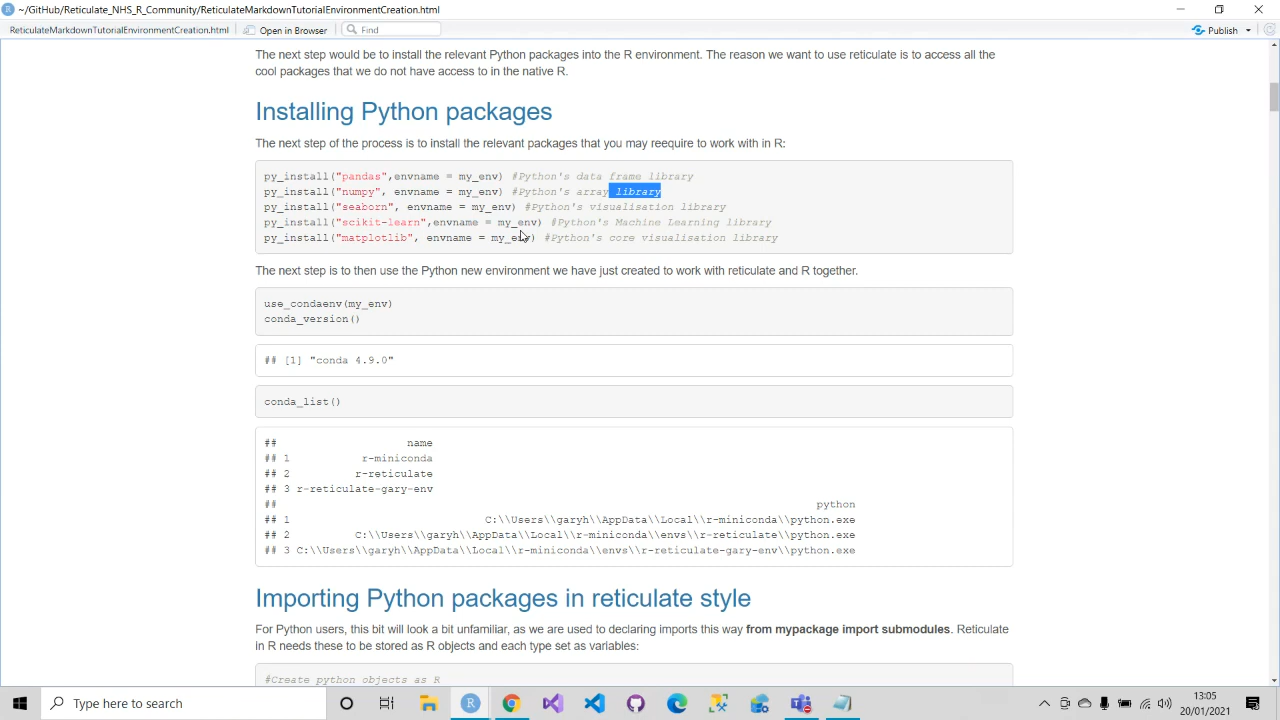 ~/GitHub/Reticulate_NHS_R_Community/ReticulateMarkdownTutorialEnvironmentCreation.html
ReticulateMarkdownTutorialEnvironmentCreation.html Open in Browser Find Publish
The next step would be to install the relevant Python packages into the R environment. The reason we want to use reticulate is to access all the
cool packages that we do not have access to in the native R.
Installing Python packages
The next step of the process is to install the relevant packages that you may reequire to work with in R:
py_install("pandas",envname = my_env) #Python's data frame library
py_install("numpy", envname = my_env) #Python's array library
py_install("seaborn", envname = my_env) #Python's visualisation library
py_install("scikit-learn",envname = my_env) #Python's Machine Learning library
py_install("matplotlib", envname = my_env) #Python's core visualisation library
The next step is to then use the Python new environment we have just created to work with reticulate and R together.
use_condaenv(my_env)
conda_version()
## [1] "conda 4.9.0"
conda_list()
## name
## 1 r-miniconda
## 2 r-reticulate
## 3 r-reticulate-gary-env
## python
## 1 C:\\Users\\garyh\\AppData\\Local\\r-miniconda\\python.exe
## 2 C:\\Users\\garyh\\AppData\\Local\\r-miniconda\\envs\\r-reticulate\\python.exe
## 3 C:\\Users\\garyh\\AppData\\Local\\r-miniconda\\envs\\r-reticulate-gary-env\\python.exe
Importing Python packages in reticulate style
For Python users, this bit will look a bit unfamiliar, as we are used to declaring imports this way from mypackage import submodules. Reticulate
in R needs these to be stored as R objects and each type set as variables:
#Create python objects as R
Type here to search
13:05
20/01/2021